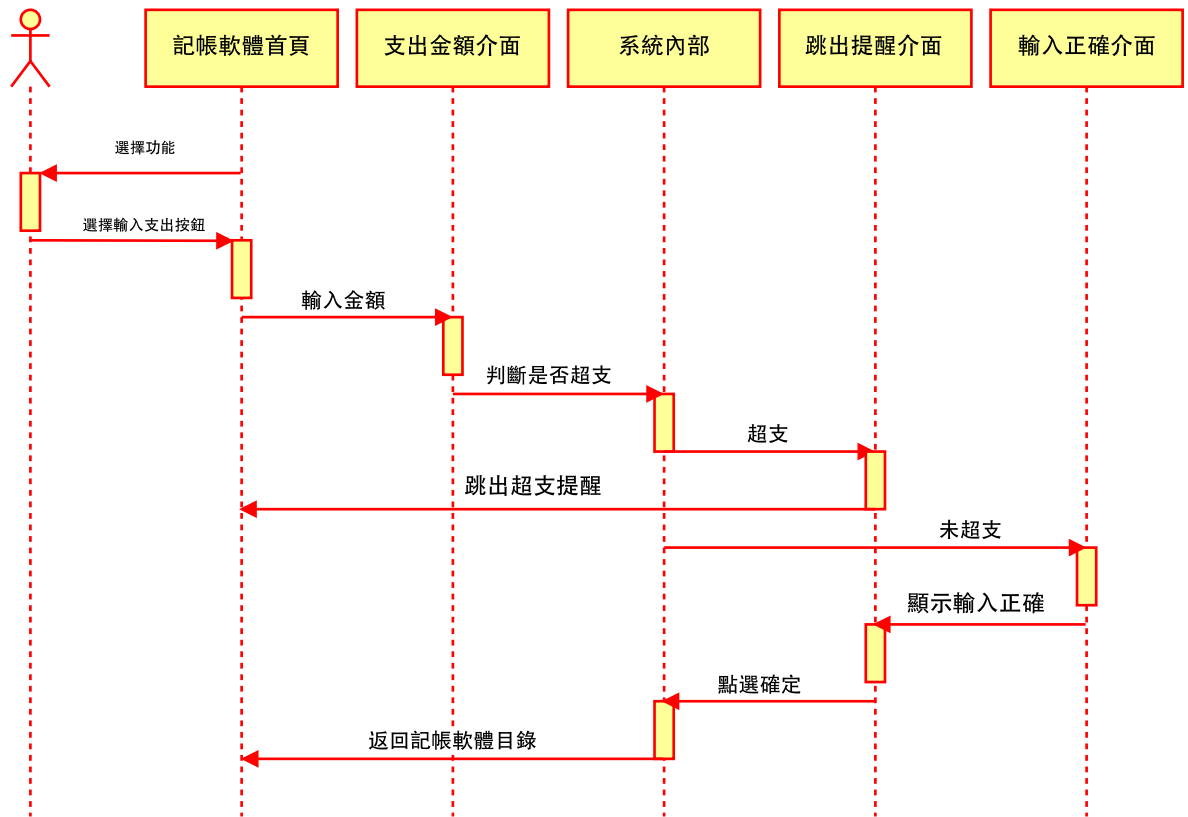 記帳軟體首頁
支出金額介面
系統內部
跳出提醒介面
輸入正確介面
選擇功能
選擇輸入支出按鈕
輸入金額
判斷是否超支
超支
跳出超支提醒
未超支
顯示輸入正確
點選確定
返回記帳軟體目錄